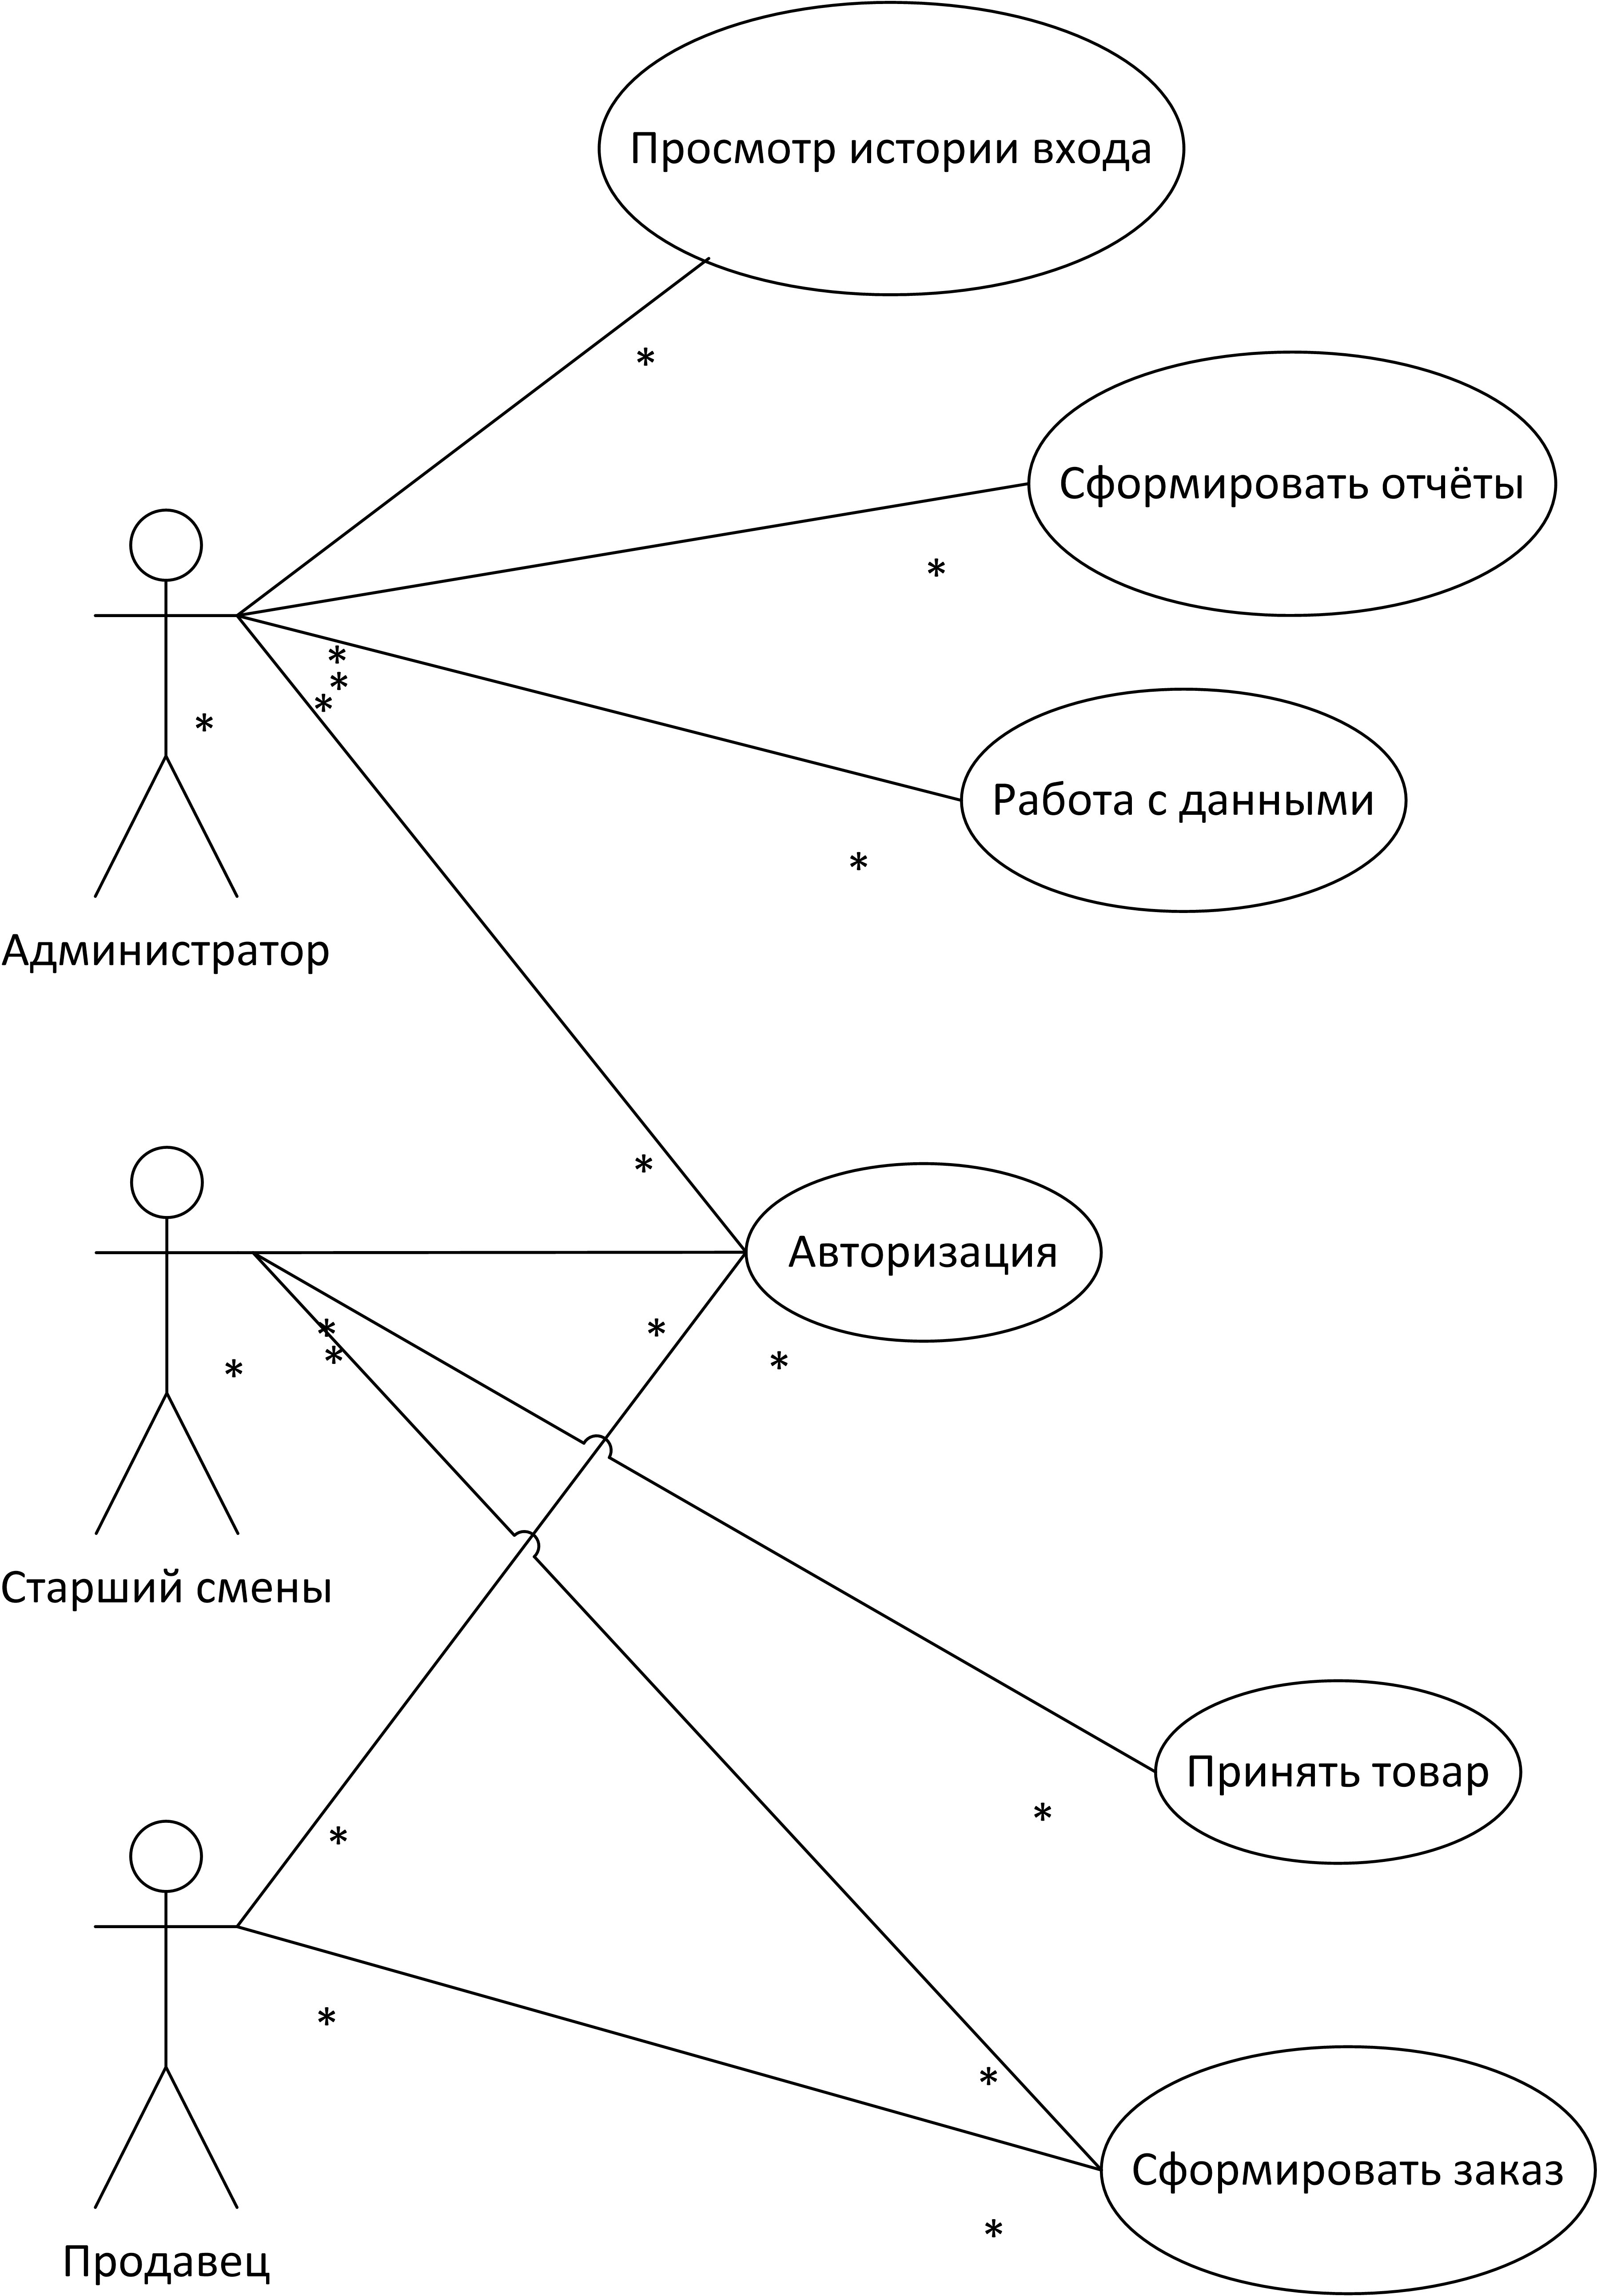 Просмотр истории входа
*
Сформировать отчёты
*
*
*
*
*
Работа с данными
*
Администратор
*
Авторизация
*
*
*
*
*
*
Старший смены
Принять товар
*
*
*
*
Сформировать заказ
*
Продавец